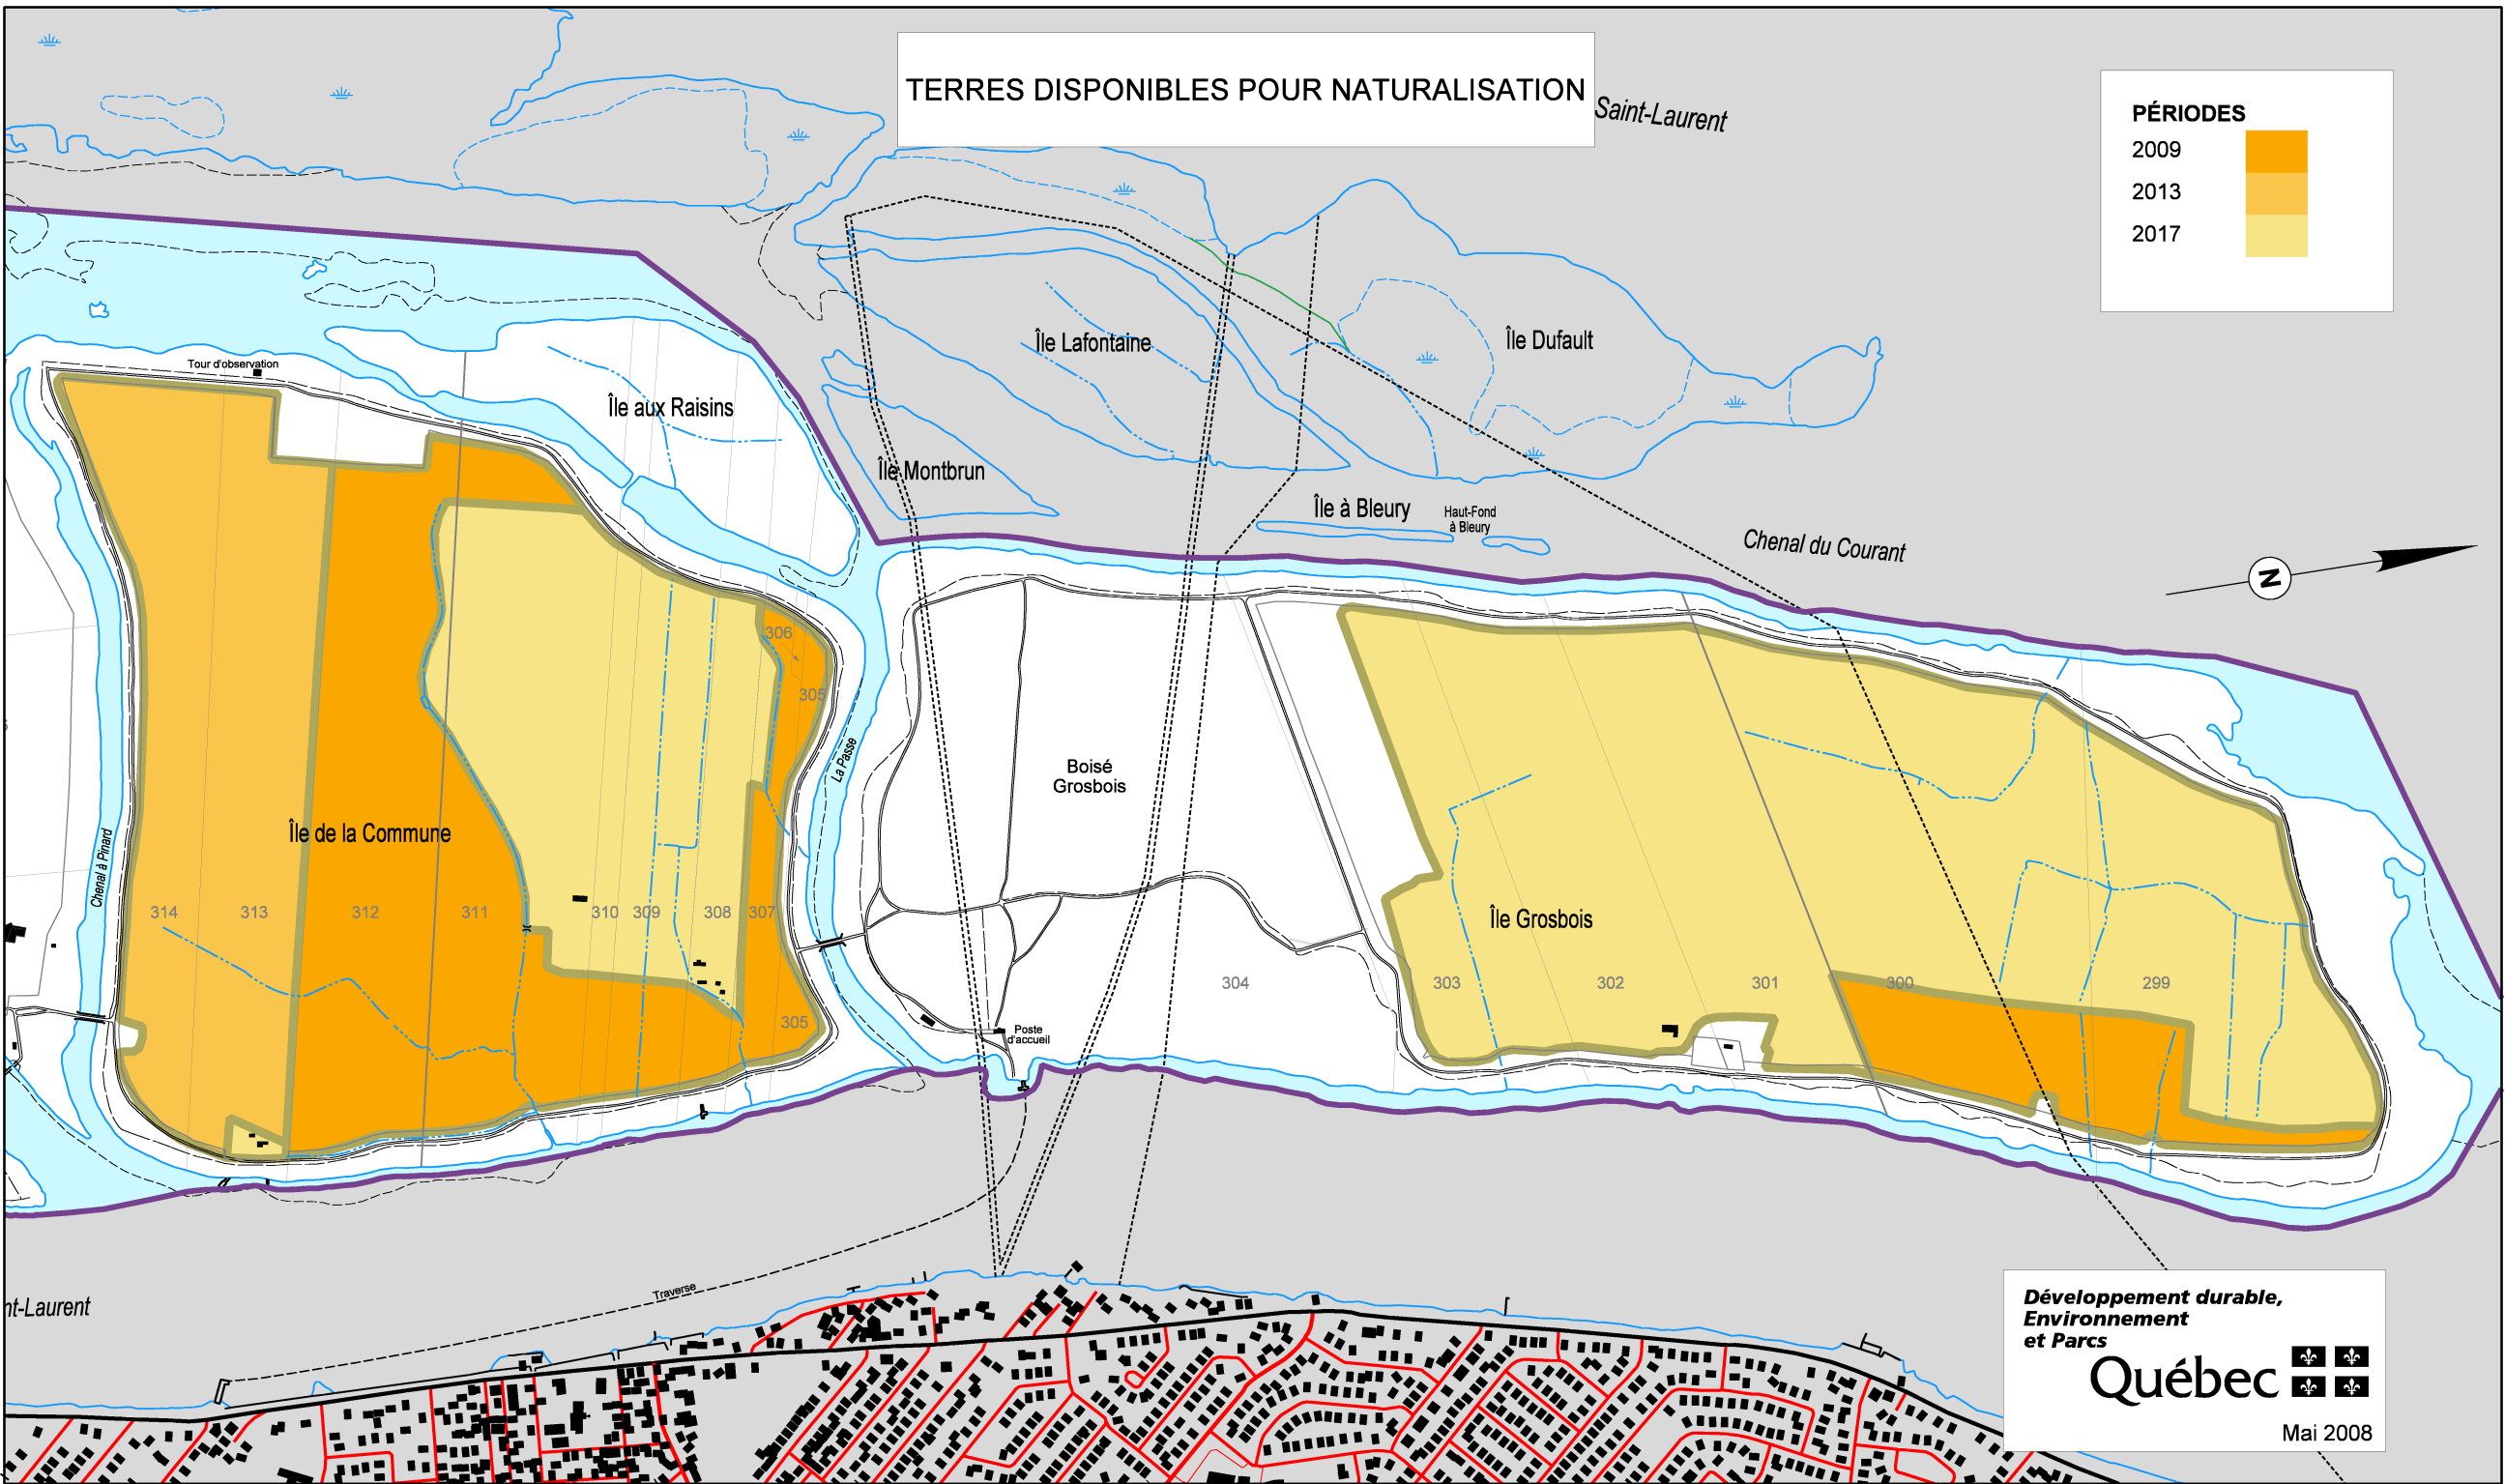 TERRES DISPONIBLES POUR NATURALISATION
Saint-Laurent
PÉRIODES
2009
2013
2017
Île Lafontaine
Île Dufault
Tour d'observation
Île aux Raisins
Île Montbrun
Île à Bleury
Haut-Fond
à Bleury
Chenal du Courant
N
306
305
La Passe
Boisé
Grosbois
Île de la Commune
Chenal à Pinard
314
313
312
311
310
309
308
307
Île Grosbois
304
303
302
301
300
299
305
Poste
d'accueil
Traverse
nt-Laurent
Développement durable,
Environnement
et Parcs
Québec
Mai 2008